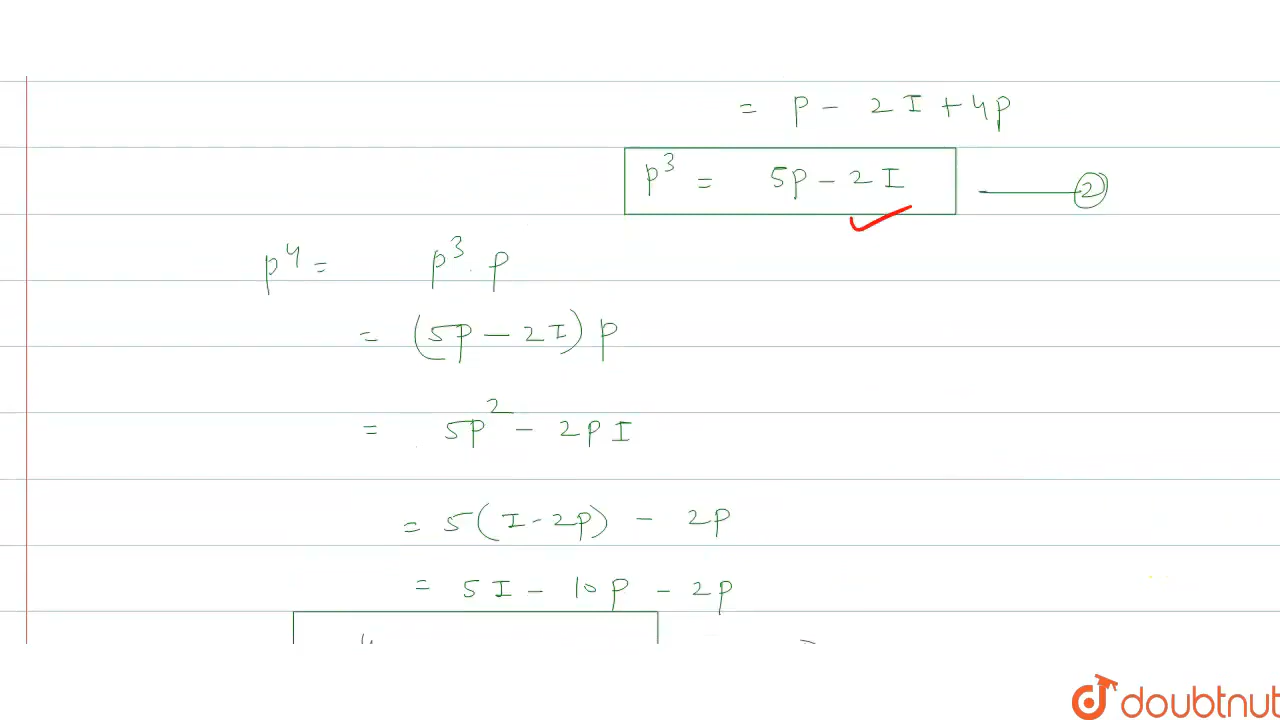 = p - 2I + 4p
p³ = 5p - 2I ——— ②
p⁴ = p³ . p
= (5p - 2I) p
= 5p² - 2pI
= 5(I - 2p) - 2p
= 5I - 10p - 2p
doubtnut